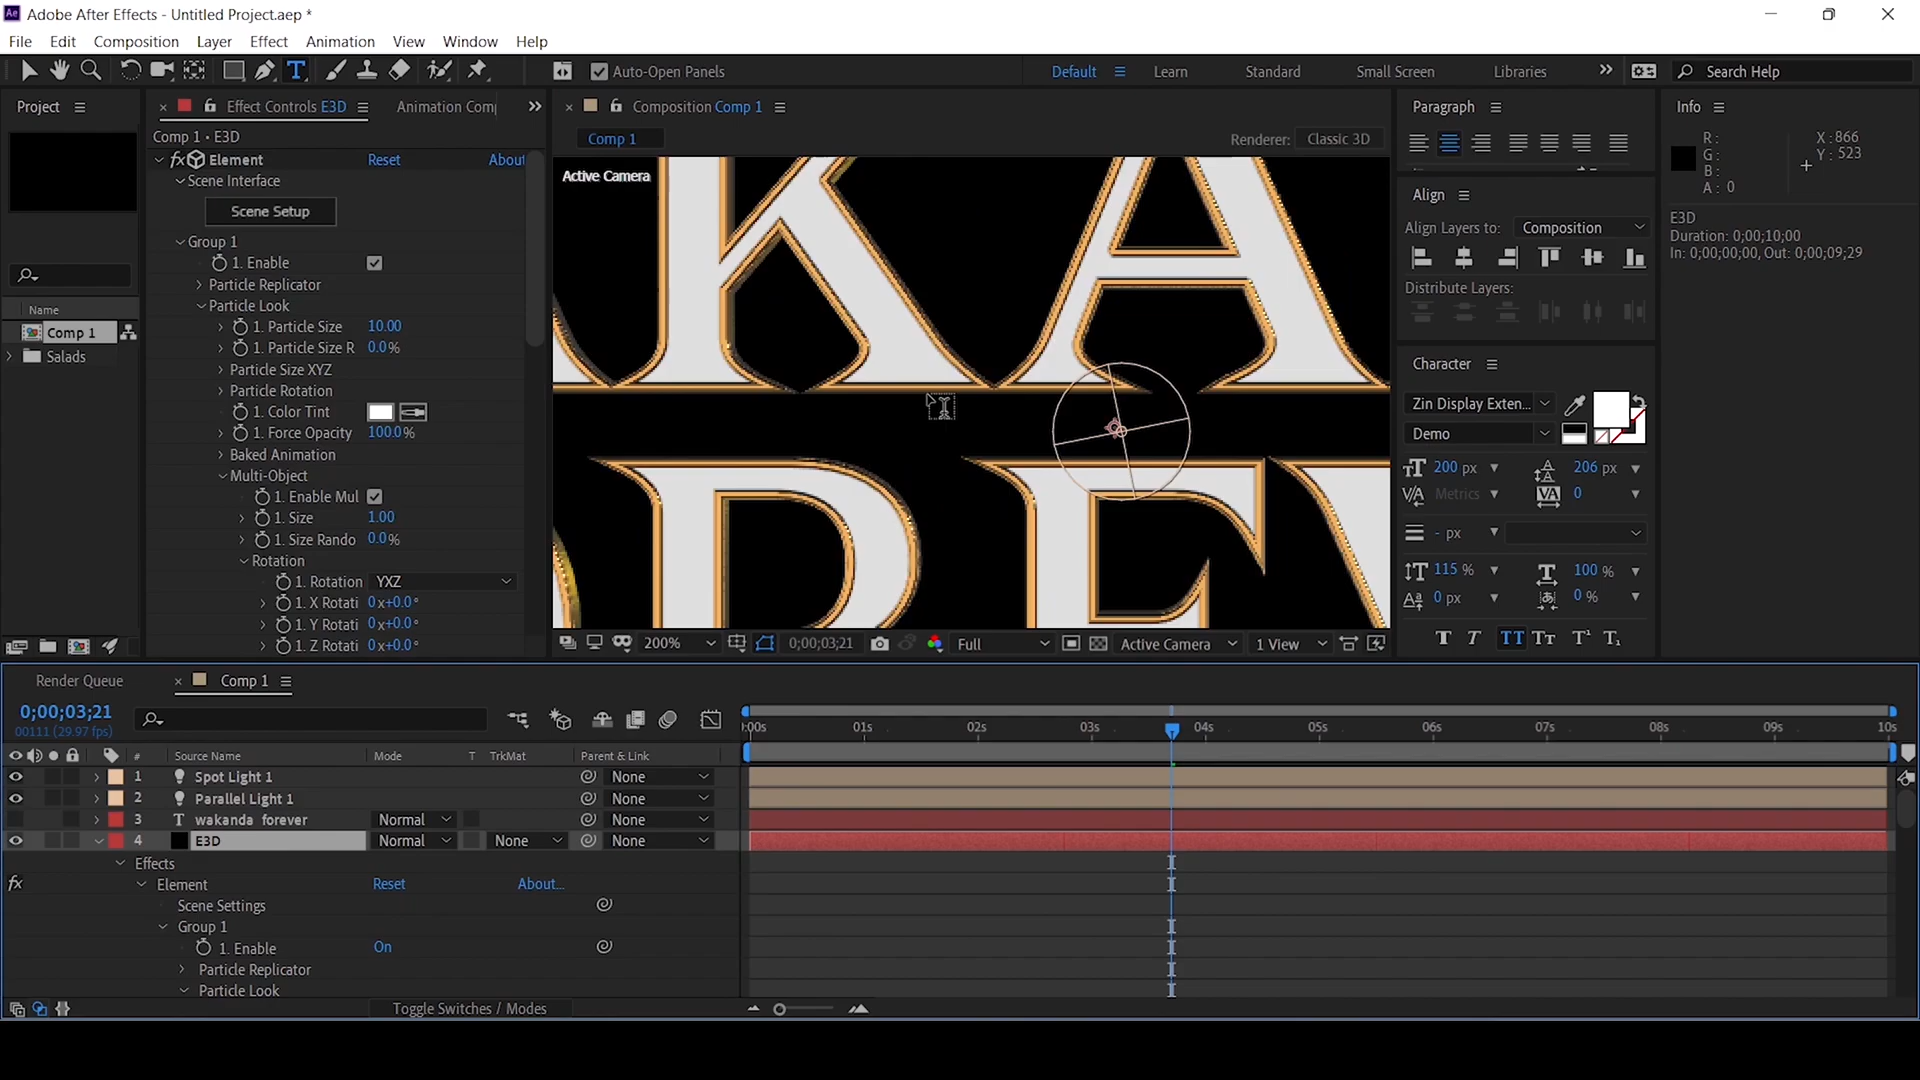 Adobe After Effects - Untitled Project.aep *
File Edit Composition Layer Effect Animation View Window Help
Auto-Open Panels Default Learn Standard Small Screen Libraries Search Help
Project
Effect Controls E3D
Animation Com
Composition Comp 1
Paragraph
Info
Comp 1 • E3D
Comp 1
Renderer: Classic 3D
R:
G:
B:
A: 0
X: 866
Y: 523
fx Element Reset About
Scene Interface
Scene Setup
Group 1
1. Enable
Particle Replicator
Particle Look
1. Particle Size 10.00
1. Particle Size R 0.0%
Particle Size XYZ
Particle Rotation
1. Color Tint
1. Force Opacity 100.0%
Baked Animation
Multi-Object
1. Enable Mul
1. Size 1.00
1. Size Rando 0.0%
Rotation
1. Rotation YXZ
1. X Rotati 0x+0.0°
1. Y Rotati 0x+0.0°
1. Z Rotati 0x+0.0°
Name
Comp 1
Salads
Active Camera
KA
REV
200% 0;00;03;21 Full Active Camera 1 View
Align
Align Layers to: Composition
Distribute Layers:
Character
Zin Display Exten...
Demo
200 px 206 px
Metrics 0
- px
115 % 100 %
0 px 0 %
T T TT Tt T¹ T₁
E3D
Duration: 0;00;10;00
In: 0;00;00;00, Out: 0;00;09;29
Render Queue Comp 1
0;00;03;21
00111 (29.97 fps)
:00s 01s 02s 03s 04s 05s 06s 07s 08s 09s 10s
# Source Name Mode T TrkMat Parent & Link
1 Spot Light 1 None
2 Parallel Light 1 None
3 T wakanda forever Normal None
4 E3D Normal None None
Effects
fx Element Reset About...
Scene Settings
Group 1
1. Enable On
Particle Replicator
Particle Look
Toggle Switches / Modes